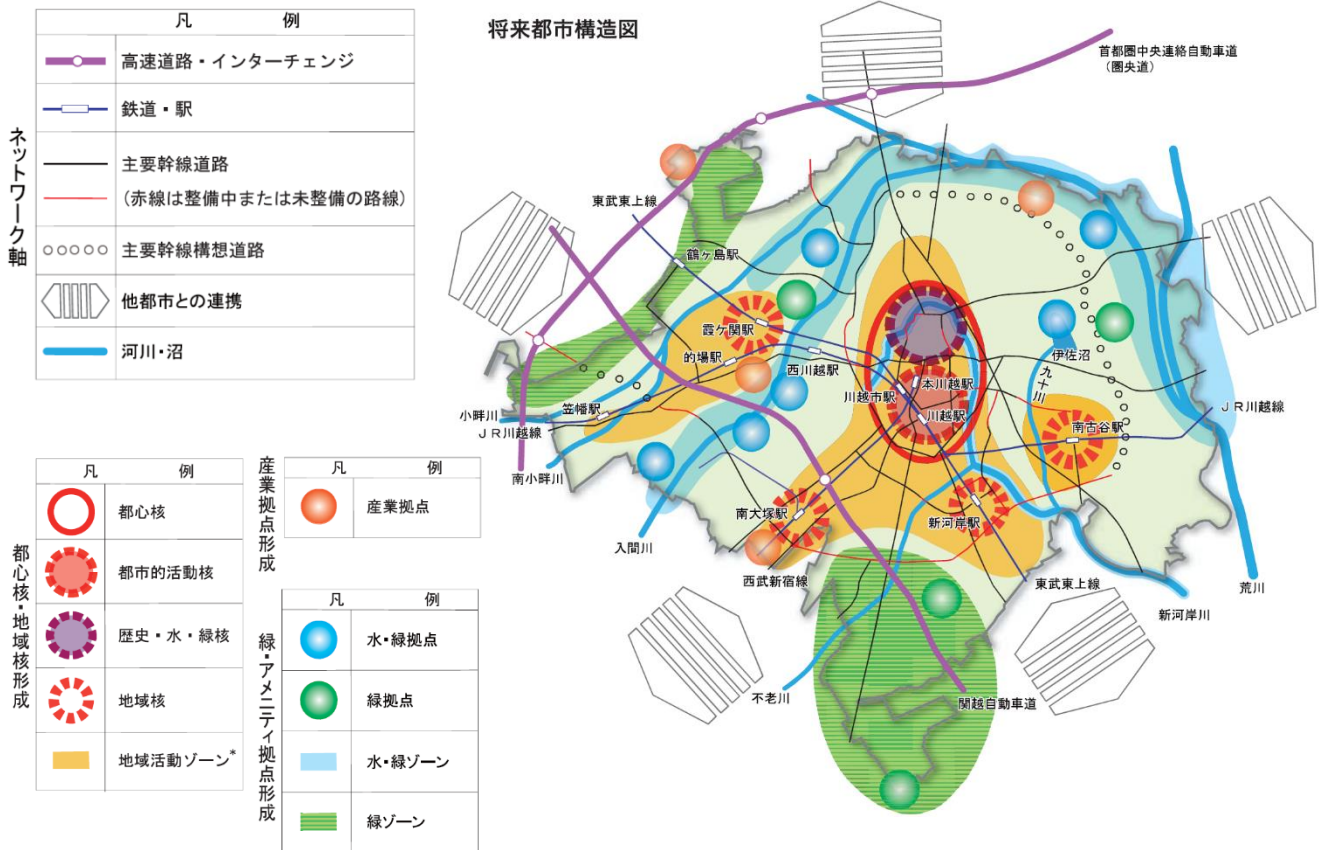 凡　例
高速道路・インターチェンジ
鉄道・駅
主要幹線道路
(赤線は整備中または未整備の路線)
主要幹線構想道路
他都市との連携
河川・沼
ネットワーク軸
将来都市構造図
首都圏中央連絡自動車道
（圏央道）
東武東上線
鶴ヶ島駅
霞ケ関駅
的場駅
西川越駅
笠幡駅
小畔川
ＪＲ川越線
南小畔川
入間川
川越市駅
本川越駅
川越駅
伊佐沼
九十川
南古谷駅
ＪＲ川越線
南大塚駅
新河岸駅
西武新宿線
東武東上線
新河岸川
荒川
不老川
関越自動車道
凡　例
都心核
都市的活動核
歴史・水・緑核
地域核
地域活動ゾーン*
都心核・地域核形成
凡　例
産業拠点
産業拠点形成
凡　例
水・緑拠点
緑拠点
水・緑ゾーン
緑ゾーン
緑・アメニティ拠点形成